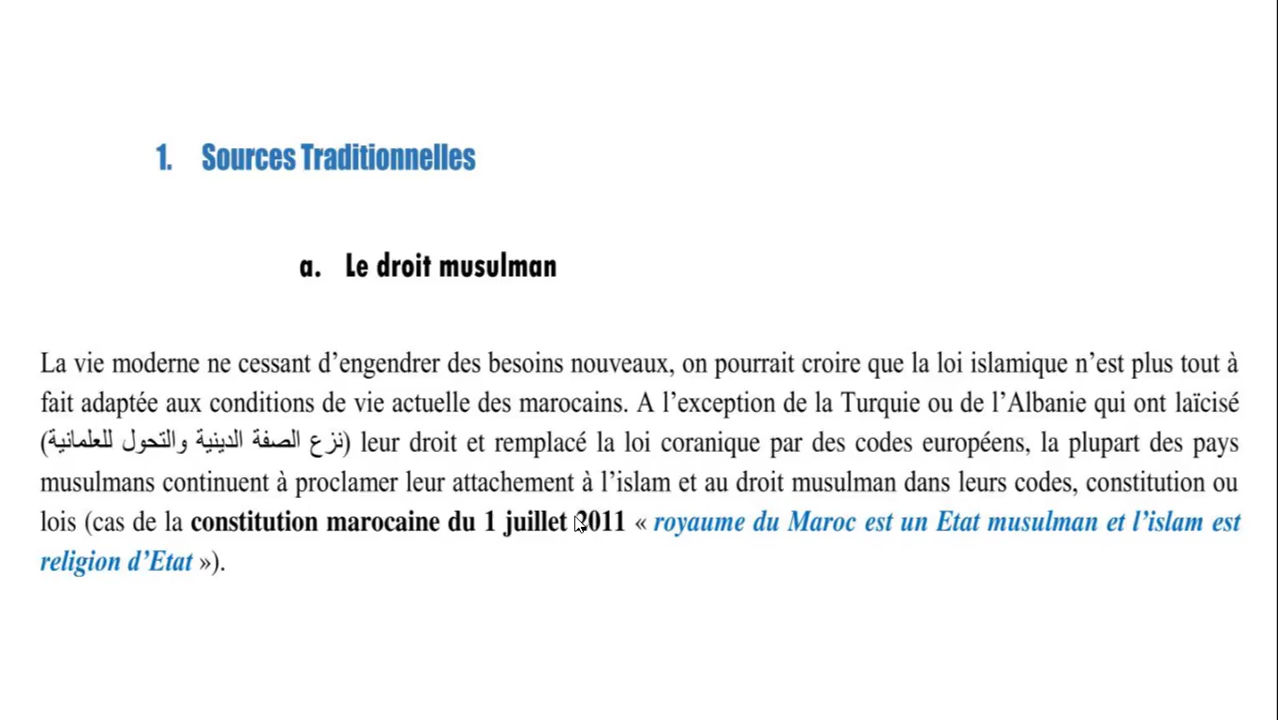 1. Sources Traditionnelles
a. Le droit musulman
La vie moderne ne cessant d’engendrer des besoins nouveaux, on pourrait croire que la loi islamique n’est plus tout à
fait adaptée aux conditions de vie actuelle des marocains. A l’exception de la Turquie ou de l’Albanie qui ont laïcisé
(نزع الصفة الدينية والتحول للعلمانية) leur droit et remplacé la loi coranique par des codes européens, la plupart des pays
musulmans continuent à proclamer leur attachement à l’islam et au droit musulman dans leurs codes, constitution ou
lois (cas de la constitution marocaine du 1 juillet 2011 « royaume du Maroc est un Etat musulman et l’islam est
religion d’Etat »).